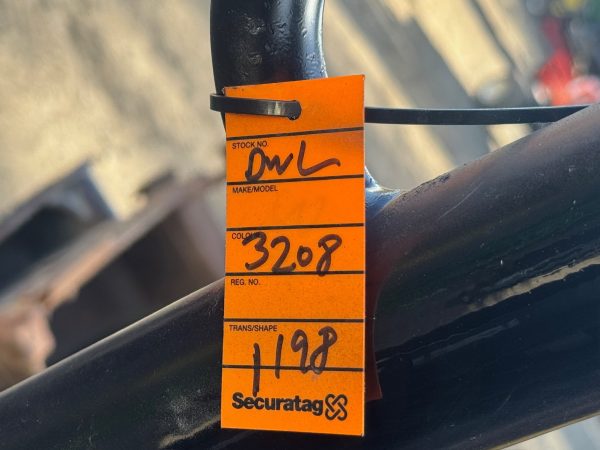 STOCK NO.
DWL
MAKE/MODEL
COLOUR
3208
REG. NO.
TRANS/SHAPE
1198
Securatag